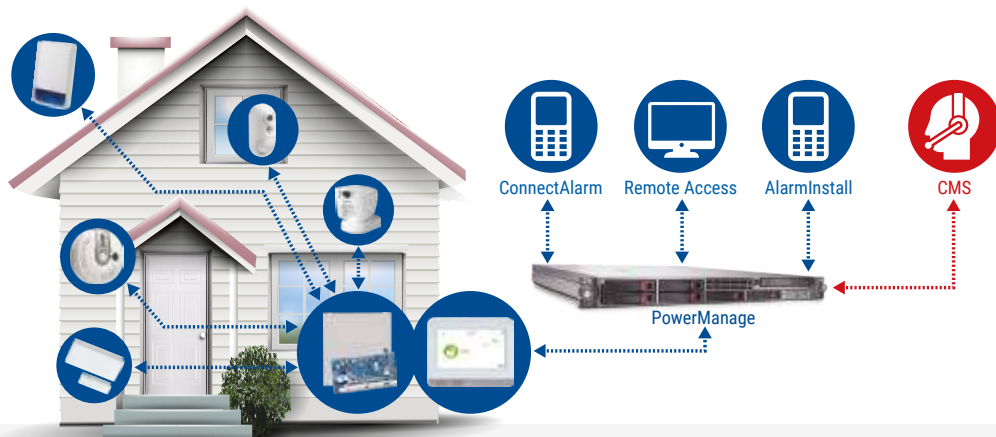 ConnectAlarm
Remote Access
AlarmInstall
CMS
PowerManage